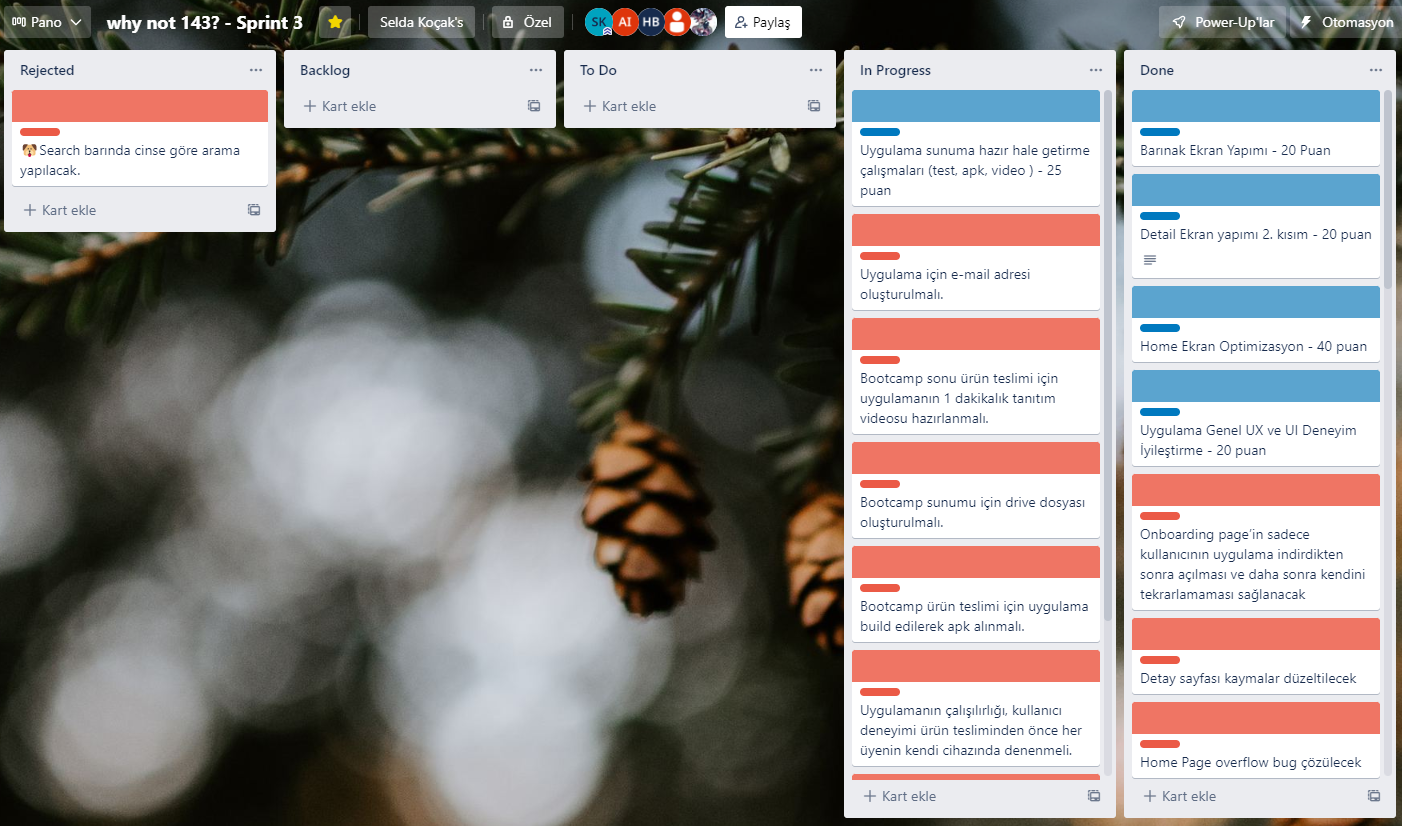 Pano
why not 143? - Sprint 3
Selda Koçak's
Özel
SK
AI
HB
Paylaş
Power-Up'lar
Otomasyon
Rejected
Search barında cinse göre arama
yapılacak.
Kart ekle
Backlog
Kart ekle
To Do
Kart ekle
In Progress
Uygulama sunuma hazır hale getirme
çalışmaları (test, apk, video ) - 25
puan
Uygulama için e-mail adresi
oluşturulmalı.
Bootcamp sonu ürün teslimi için
uygulamanın 1 dakikalık tanıtım
videosu hazırlanmalı.
Bootcamp sunumu için drive dosyası
oluşturulmalı.
Bootcamp ürün teslimi için uygulama
build edilerek apk alınmalı.
Uygulamanın çalışılırlığı, kullanıcı
deneyimi ürün tesliminden önce her
üyenin kendi cihazında denenmeli.
Kart ekle
Done
Barınak Ekran Yapımı - 20 Puan
Detail Ekran yapımı 2. kısım - 20 puan
Home Ekran Optimizasyon - 40 puan
Uygulama Genel UX ve UI Deneyim
İyileştirme - 20 puan
Onboarding page’in sadece
kullanıcının uygulama indirdikten
sonra açılması ve daha sonra kendini
tekrarlamaması sağlanacak
Detay sayfası kaymalar düzeltilecek
Home Page overflow bug çözülecek
Kart ekle